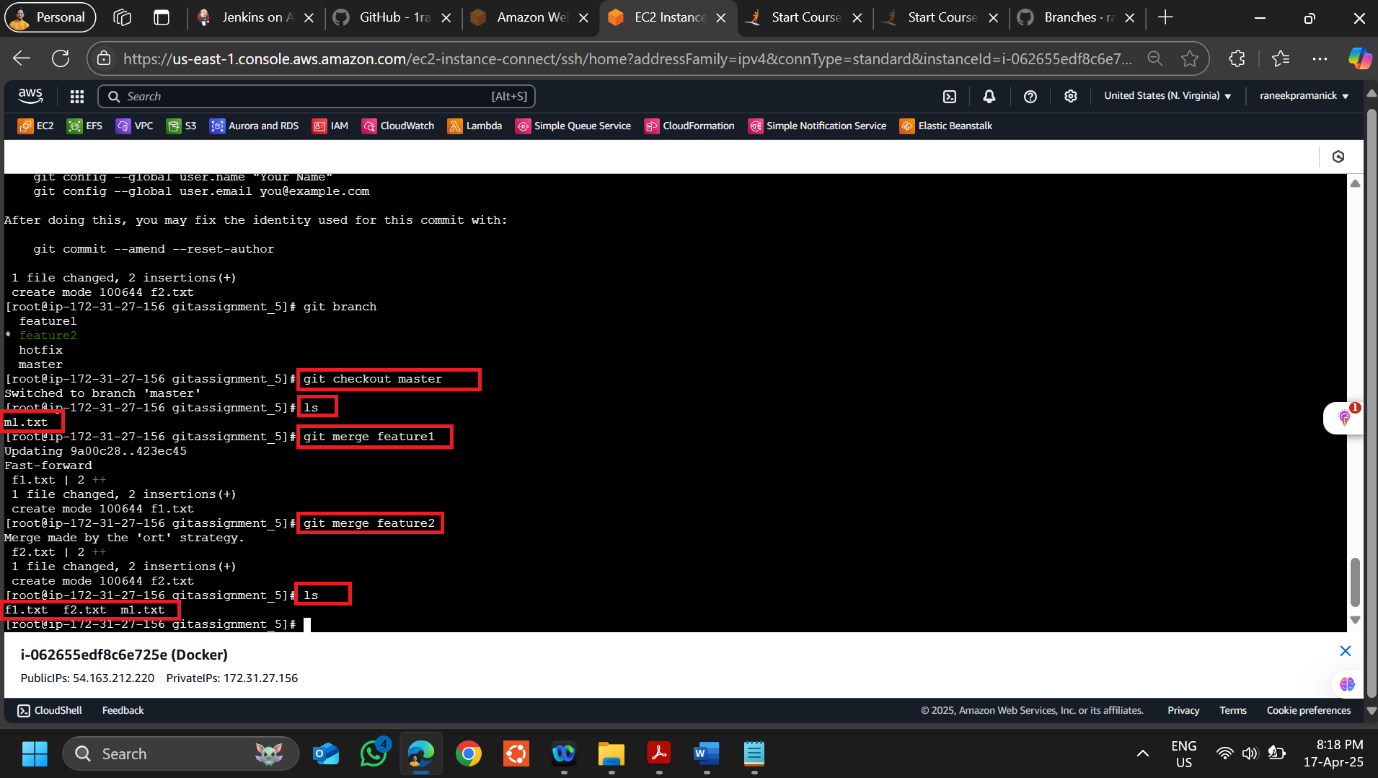 Personal
Jenkins on A
GitHub - 1ra
Amazon We
EC2 Instance
Start Course
Start Course
Branches · ra
https://us-east-1.console.aws.amazon.com/ec2-instance-connect/ssh/home?addressFamily=ipv4&connType=standard&instanceId=i-062655edf8c6e7...
aws
Search
[Alt+S]
United States (N. Virginia)
raneekpramanick
EC2
EFS
VPC
S3
Aurora and RDS
IAM
CloudWatch
Lambda
Simple Queue Service
CloudFormation
Simple Notification Service
Elastic Beanstalk
git config --global user.name "Your Name"
git config --global user.email you@example.com
After doing this, you may fix the identity used for this commit with:
git commit --amend --reset-author
1 file changed, 2 insertions(+)
create mode 100644 f2.txt
[root@ip-172-31-27-156 gitassignment_5]# git branch
feature1
* feature2
hotfix
master
[root@ip-172-31-27-156 gitassignment_5]# git checkout master
Switched to branch 'master'
[root@ip-172-31-27-156 gitassignment_5]# ls
m1.txt
[root@ip-172-31-27-156 gitassignment_5]# git merge feature1
Updating 9a00c28..423ec45
Fast-forward
f1.txt | 2 ++
1 file changed, 2 insertions(+)
create mode 100644 f1.txt
[root@ip-172-31-27-156 gitassignment_5]# git merge feature2
Merge made by the 'ort' strategy.
f2.txt | 2 ++
1 file changed, 2 insertions(+)
create mode 100644 f2.txt
[root@ip-172-31-27-156 gitassignment_5]# ls
f1.txt  f2.txt  m1.txt
[root@ip-172-31-27-156 gitassignment_5]#
1
i-062655edf8c6e725e (Docker)
PublicIPs: 54.163.212.220 PrivateIPs: 172.31.27.156
CloudShell
Feedback
© 2025, Amazon Web Services, Inc. or its affiliates.
Privacy
Terms
Cookie preferences
Search
4
ENG
US
8:18 PM
17-Apr-25